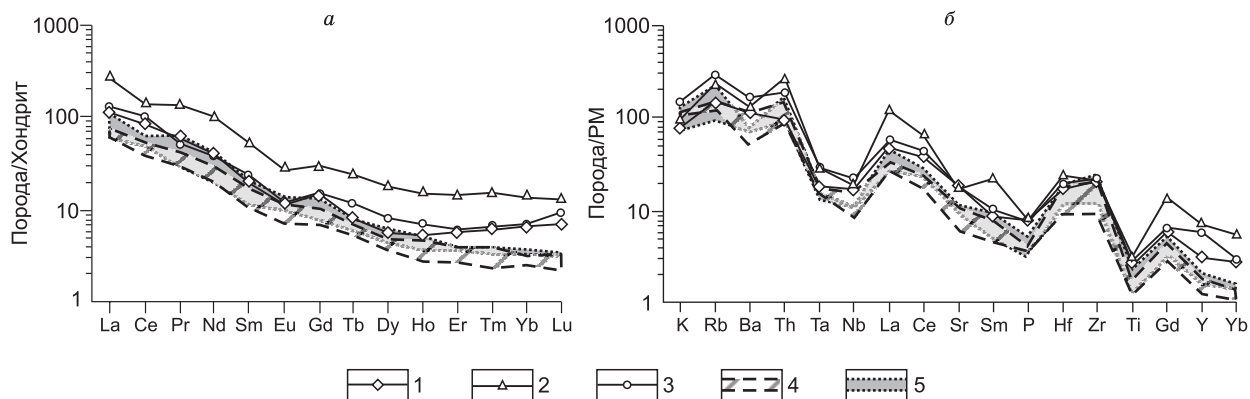 а
б
Порода/Хондрит
1000
100
10
1
La Ce Pr Nd Sm Eu Gd Tb Dy Ho Er Tm Yb Lu
Порода/РМ
1000
100
10
1
K Rb Ba Th Ta Nb La Ce Sr Sm P Hf Zr Ti Gd Y Yb
1 2 3 4 5